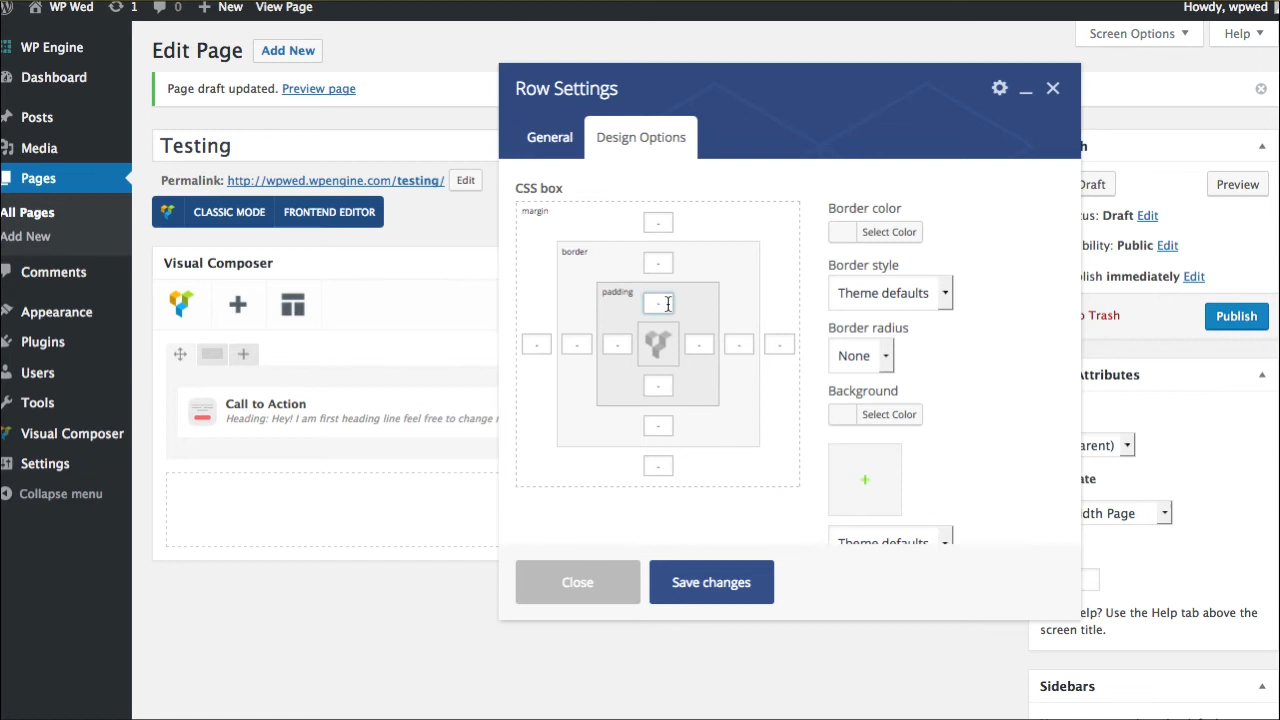 WP Wed 1 0 New View Page Howdy, wpwed
WP Engine
Dashboard
Posts
Media
Pages
All Pages
Add New
Comments
Appearance
Plugins
Users
Tools
Visual Composer
Settings
Collapse menu
Edit Page Add New
Screen Options Help
Page draft updated. Preview page
Testing
Permalink: http://wpwed.wpengine.com/testing/ Edit
CLASSIC MODE FRONTEND EDITOR
Visual Composer
Call to Action
Heading: Hey! I am first heading line feel free to change
Row Settings
General Design Options
CSS box
margin
-
border
-
padding
-
- - - - - -
-
-
-
Border color
Select Color
Border style
Theme defaults
Border radius
None
Background
Select Color
+
Theme defaults
Close Save changes
h
Draft Preview
tus: Draft Edit
bility: Public Edit
blish immediately Edit
o Trash Publish
Attributes
arent)
ate
dth Page
elp? Use the Help tab above the
screen title.
Sidebars